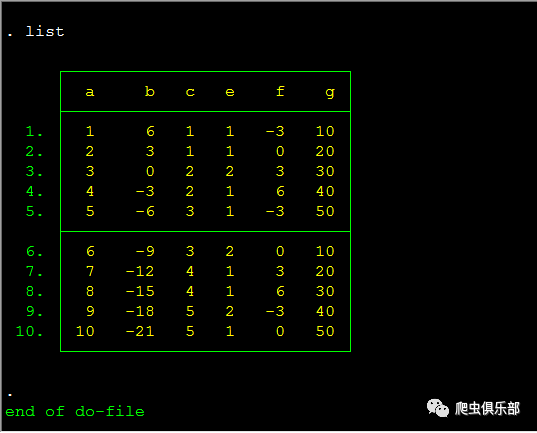 . list
a b c e f g
1. 1 6 1 1 -3 10
2. 2 3 1 1 0 20
3. 3 0 2 2 3 30
4. 4 -3 2 1 6 40
5. 5 -6 3 1 -3 50
6. 6 -9 3 2 0 10
7. 7 -12 4 1 3 20
8. 8 -15 4 1 6 30
9. 9 -18 5 2 -3 40
10. 10 -21 5 1 0 50
.
end of do-file
爬虫俱乐部